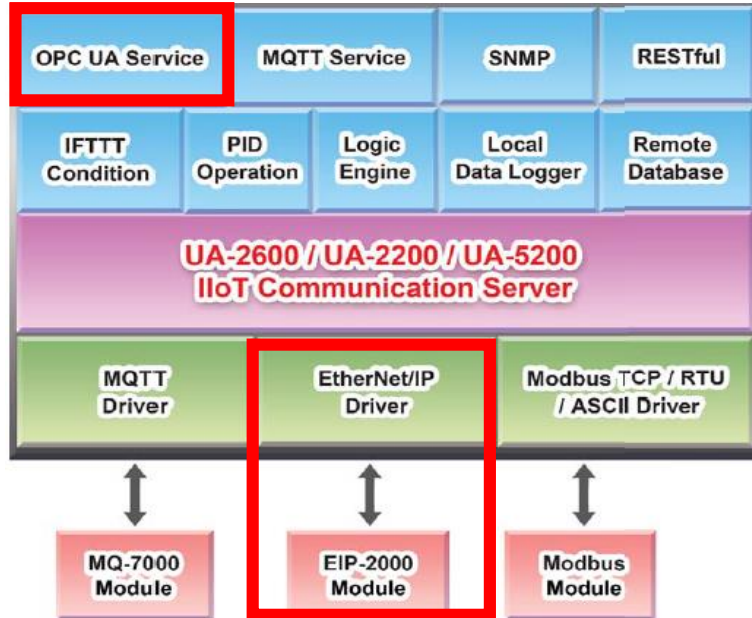 OPC UA Service
MQTT Service
SNMP
RESTful
IFTTT
Condition
PID
Operation
Logic
Engine
Local
Data Logger
Remote
Database
UA-2600 / UA-2200 / UA-5200
IIoT Communication Server
MQTT
Driver
EtherNet/IP
Driver
Modbus TCP / RTU
/ ASCII Driver
MQ-7000
Module
EIP-2000
Module
Modbus
Module